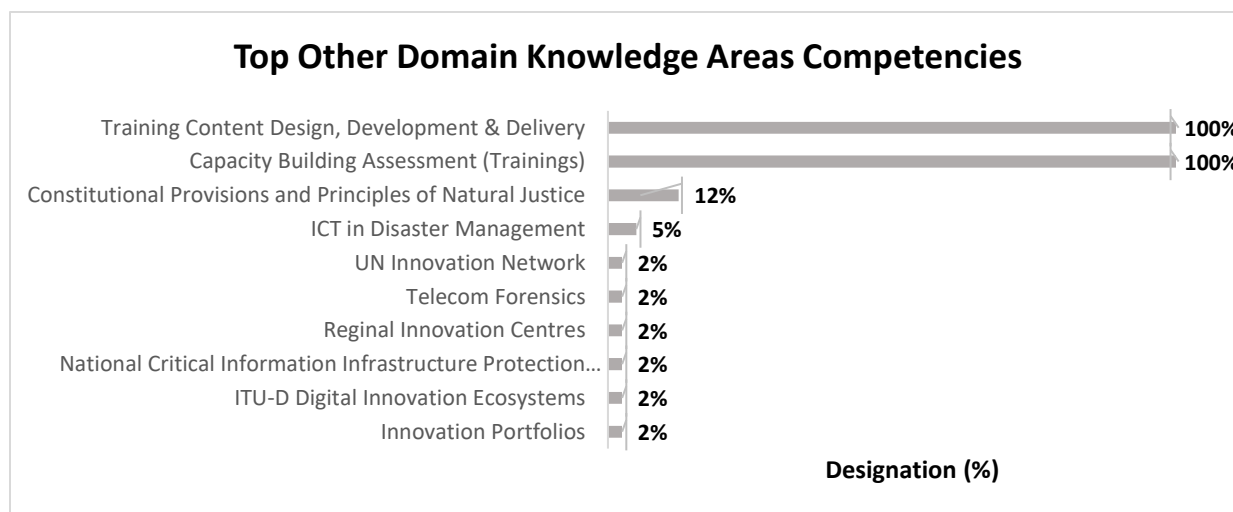 Top Other Domain Knowledge Areas Competencies
Training Content Design, Development & Delivery 100%
Capacity Building Assessment (Trainings) 100%
Constitutional Provisions and Principles of Natural Justice 12%
ICT in Disaster Management 5%
UN Innovation Network 2%
Telecom Forensics 2%
Reginal Innovation Centres 2%
National Critical Information Infrastructure Protection... 2%
ITU-D Digital Innovation Ecosystems 2%
Innovation Portfolios 2%
Designation (%)